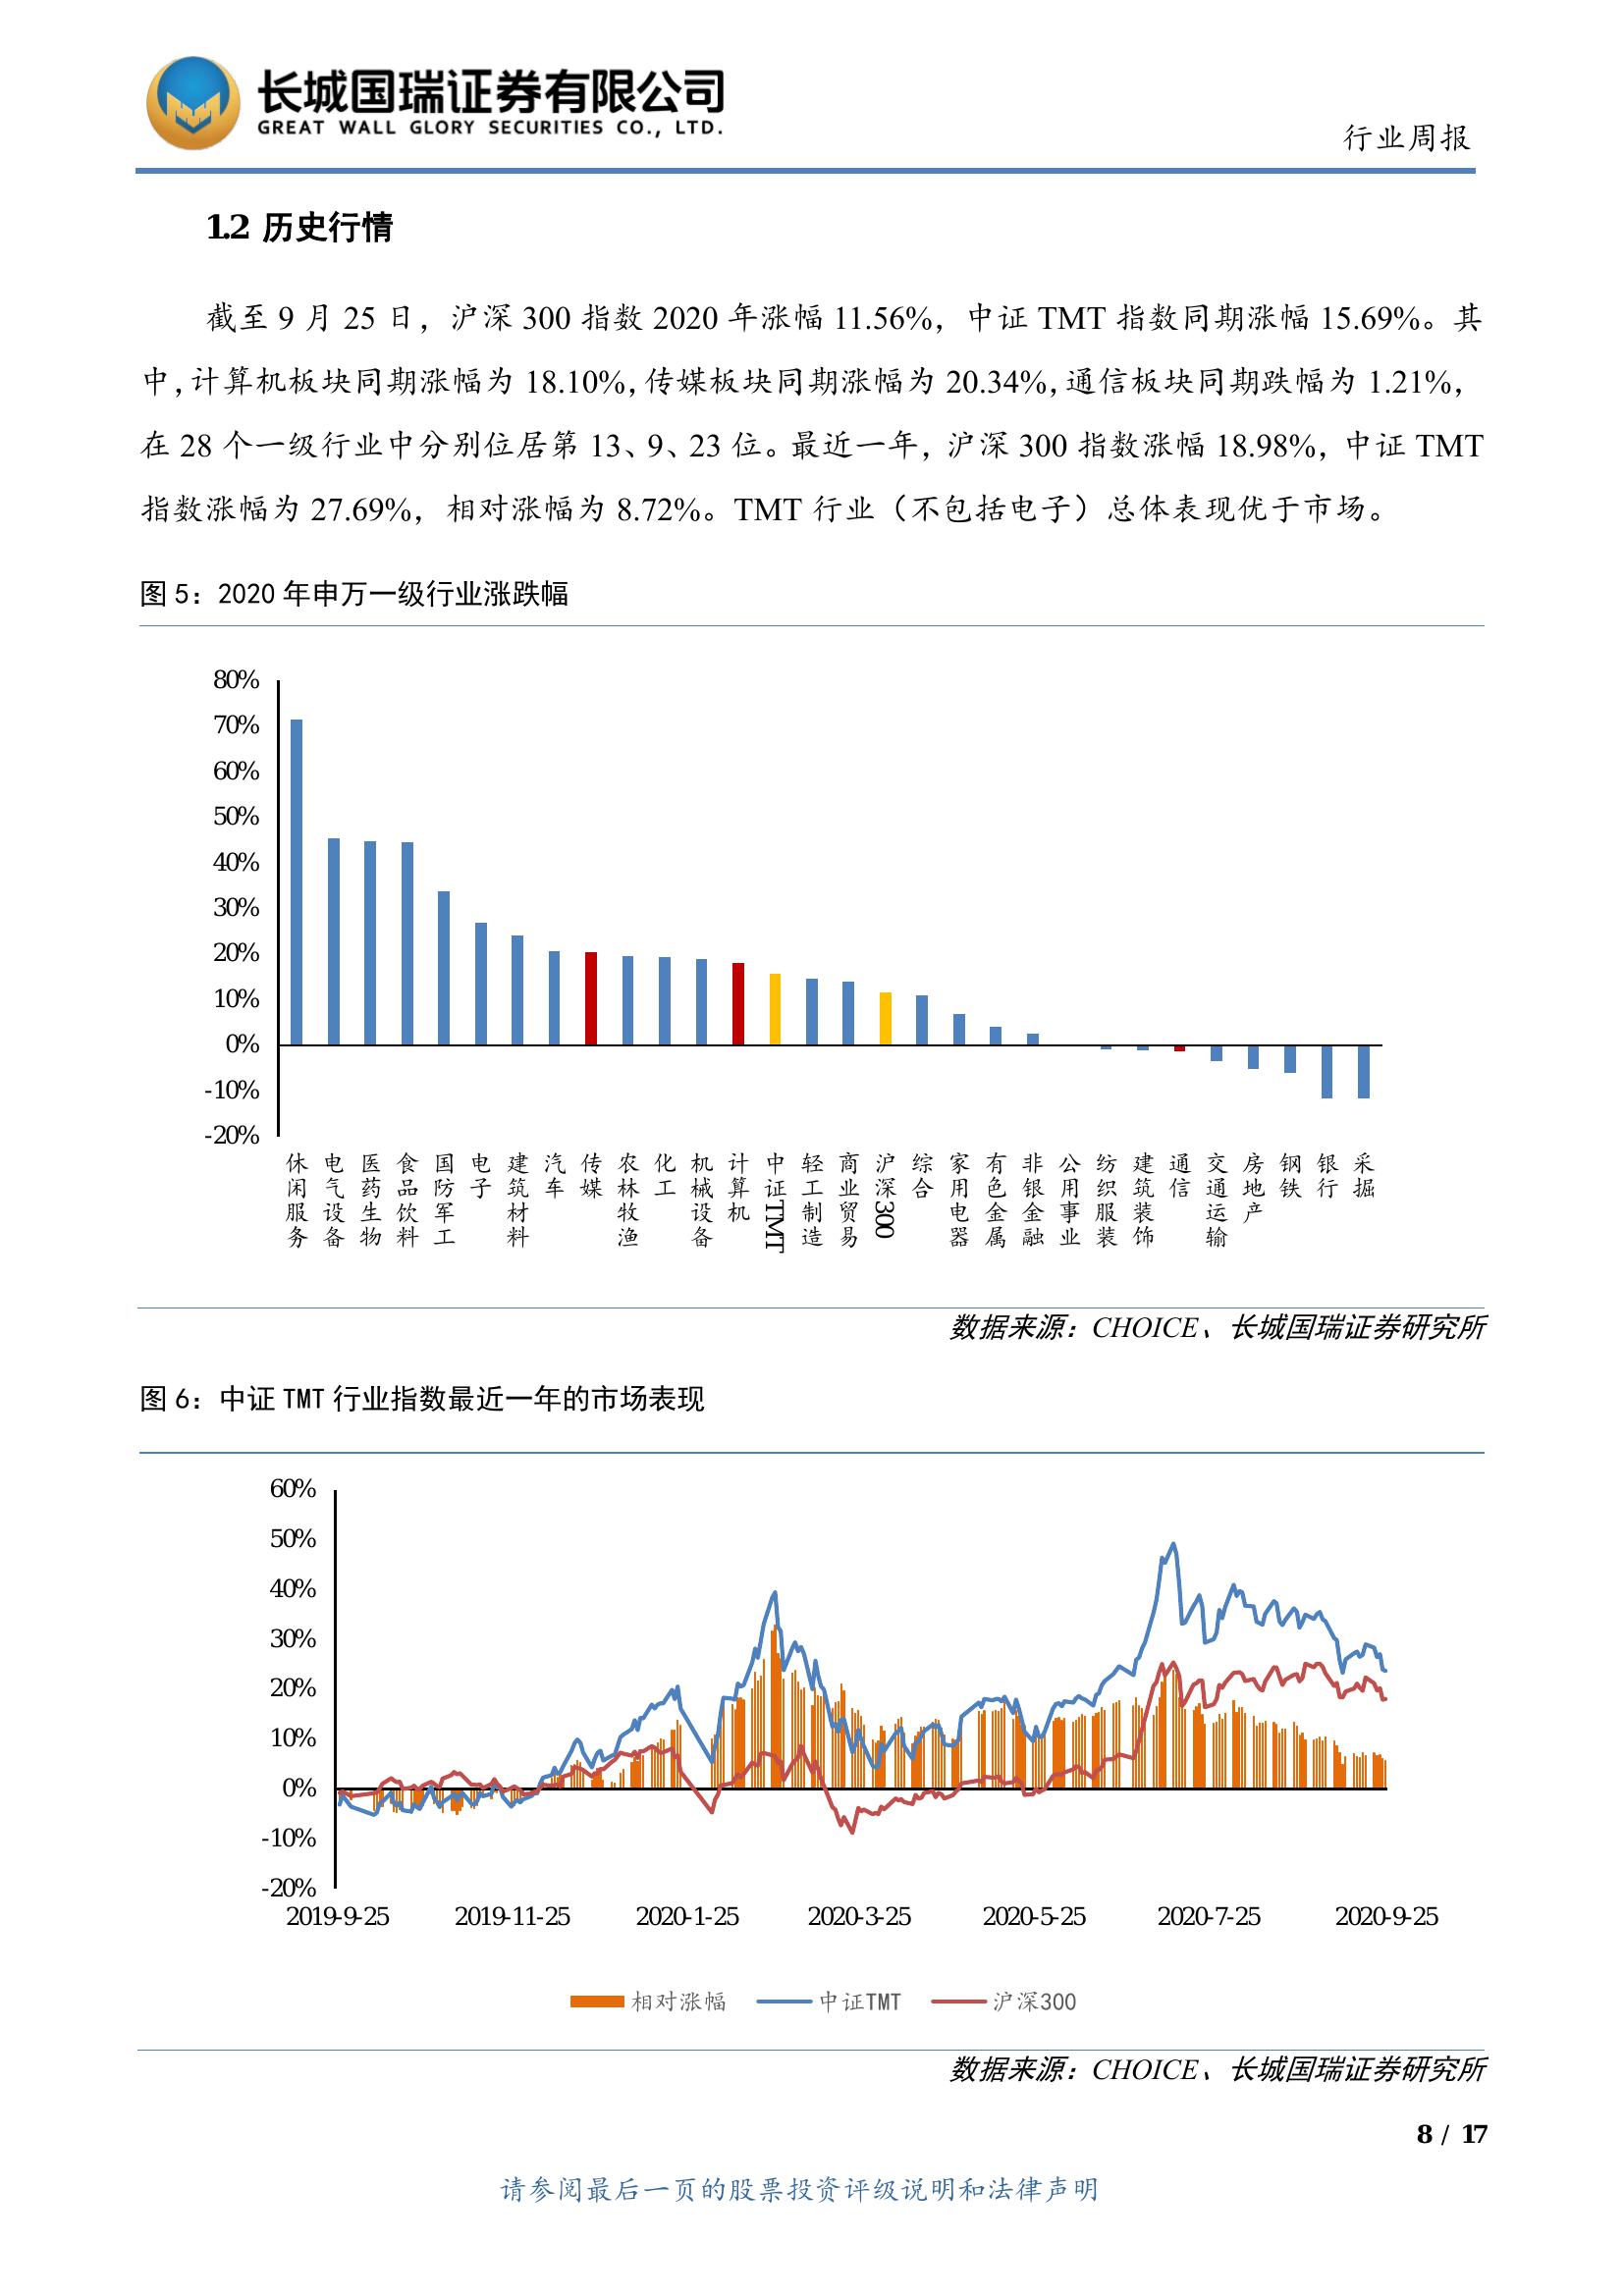 长城国瑞证券有限公司
GREAT WALL GLORY SECURITIES CO., LTD.
行业周报
1.2 历史行情
截至 9 月 25 日，沪深 300 指数 2020 年涨幅 11.56%，中证 TMT 指数同期涨幅 15.69%。其
中，计算机板块同期涨幅为 18.10%，传媒板块同期涨幅为 20.34%，通信板块同期跌幅为 1.21%，
在 28 个一级行业中分别位居第 13、9、23 位。最近一年，沪深 300 指数涨幅 18.98%，中证 TMT
指数涨幅为 27.69%，相对涨幅为 8.72%。TMT 行业（不包括电子）总体表现优于市场。
图 5：2020 年申万一级行业涨跌幅
80%
70%
60%
50%
40%
30%
20%
10%
0%
-10%
-20%
休闲服务
电气设备
医药生物
食品饮料
国防军工
电子
建筑材料
汽车
传媒
农林牧渔
化工
机械设备
计算机
中证TMT
轻工制造
商业贸易
沪深300
综合
家用电器
有色金属
非银金融
公用事业
纺织服装
建筑装饰
通信
交通运输
房地产
钢铁
银行
采掘
数据来源：CHOICE、长城国瑞证券研究所
图 6：中证 TMT 行业指数最近一年的市场表现
60%
50%
40%
30%
20%
10%
0%
-10%
-20%
2019-9-25 2019-11-25 2020-1-25 2020-3-25 2020-5-25 2020-7-25 2020-9-25
相对涨幅 中证TMT 沪深300
数据来源：CHOICE、长城国瑞证券研究所
8 / 17
请参阅最后一页的股票投资评级说明和法律声明